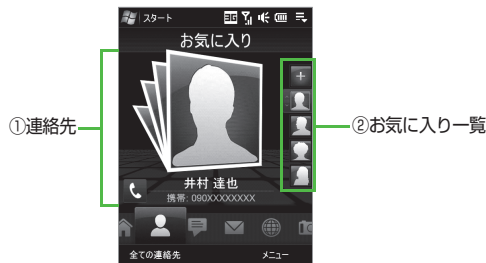 スタート
3G
お気に入り
①連絡先
②お気に入り一覧
井村 達也
携帯: 090XXXXXXXX
全ての連絡先
メニュー